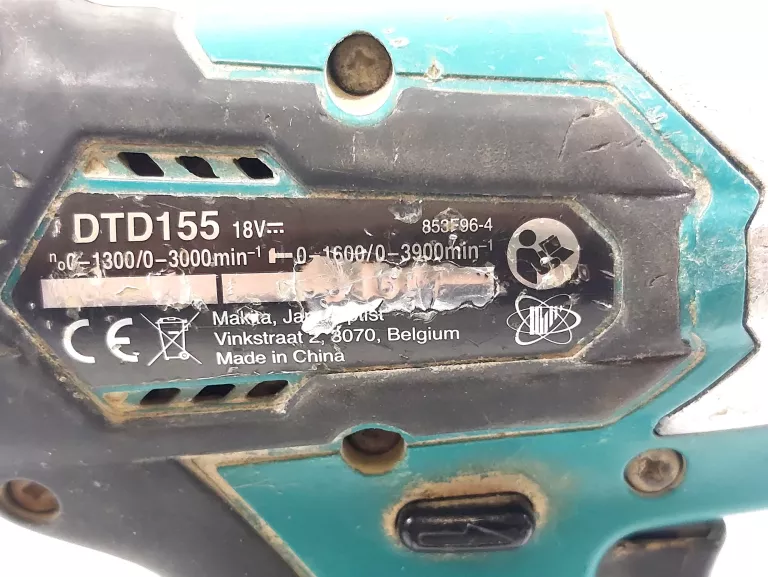 DTD155 18V⎓ 853F96-4
n₀0-1300/0-3000min⁻¹ 0-1600/0-3900min⁻¹
CE
Makita, Jan
Vinkstraat 2, 3070, Belgium
Made in China